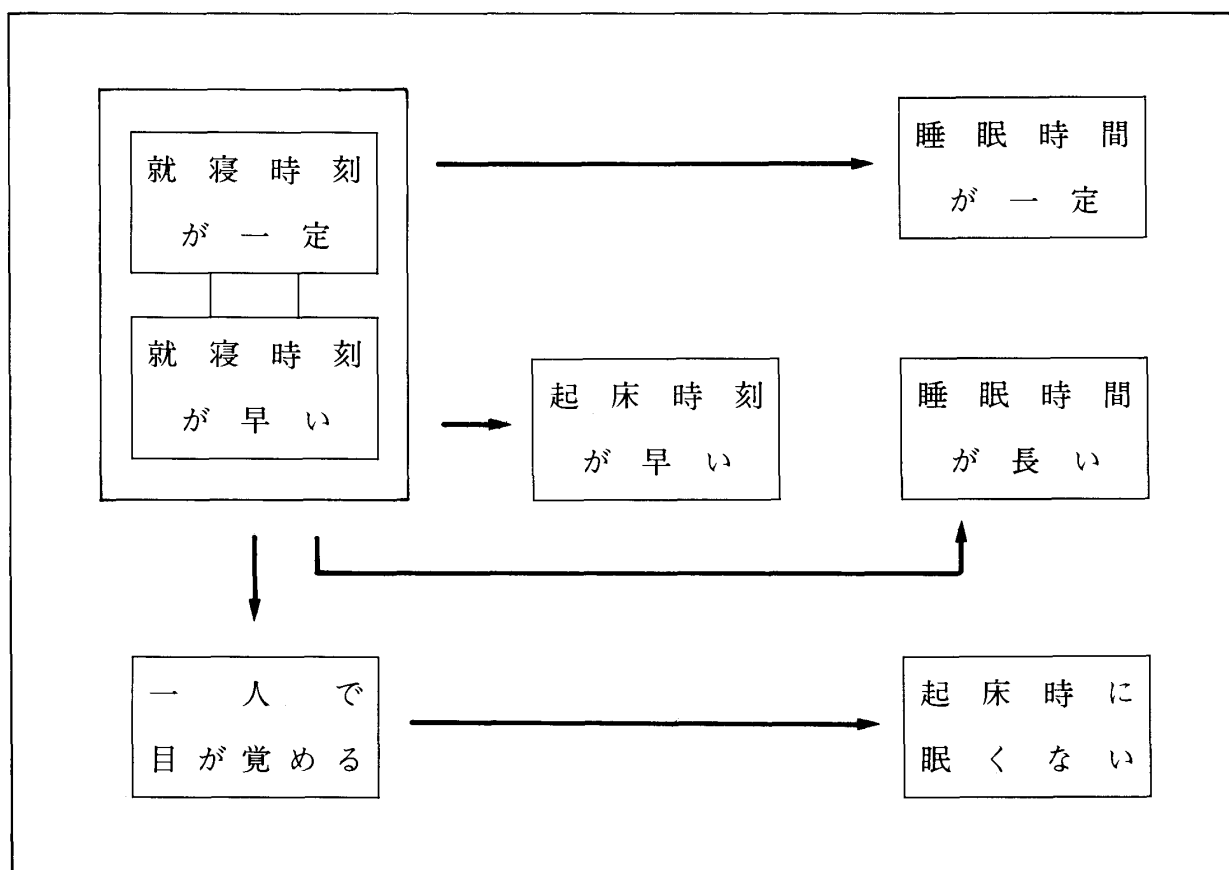 就寝時刻
が一定
睡眠時間
が一定
就寝時刻
が早い
起床時刻
が早い
睡眠時間
が長い
一人で
目が覚める
起床時に
眠くない